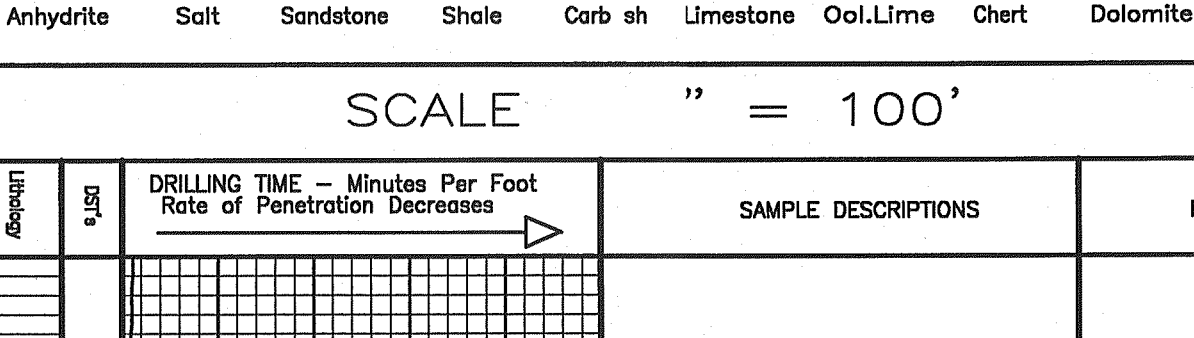 Anhydrite Salt Sandstone Shale Carb sh Limestone Ool.Lime Chert Dolomite
SCALE " = 100'
Lithology
DST's
DRILLING TIME – Minutes Per Foot
Rate of Penetration Decreases
SAMPLE DESCRIPTIONS